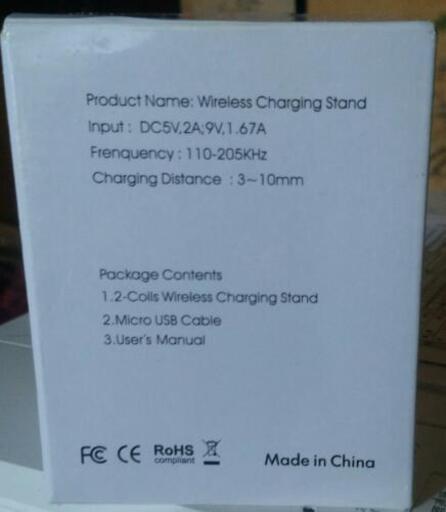 Product Name: Wireless Charging Stand
Input : DC5V,2A;9V,1.67A
Frenquency : 110-205KHz
Charging Distance : 3~10mm
Package Contents
1.2-Coils Wireless Charging Stand
2.Micro USB Cable
3.User's Manual
FC CE RoHS
compliant
Made in China